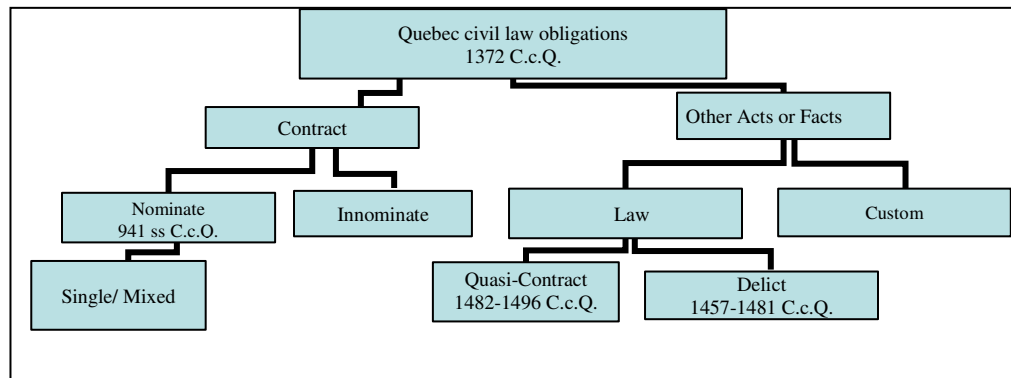 Quebec civil law obligations
1372 C.c.Q.
Contract
Other Acts or Facts
Nominate
941 ss C.c.Q.
Innominate
Law
Custom
Single/ Mixed
Quasi-Contract
1482-1496 C.c.Q.
Delict
1457-1481 C.c.Q.